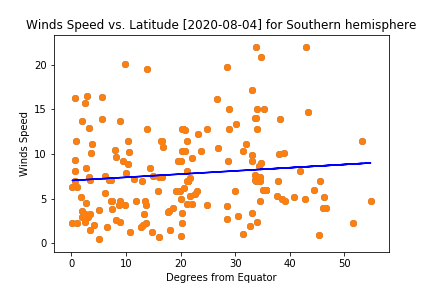 Winds Speed vs. Latitude [2020-08-04] for Southern hemisphere
Winds Speed
20
15
10
5
0
0 10 20 30 40 50
Degrees from Equator